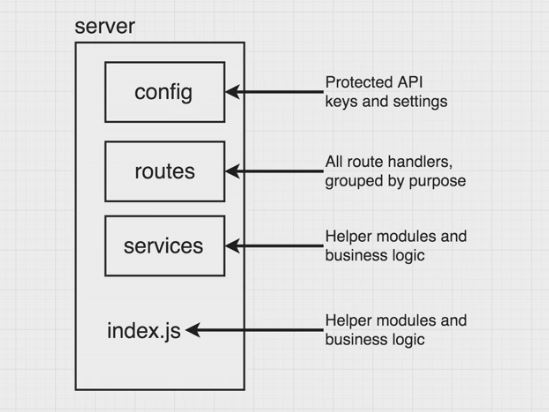 server
config
Protected API
keys and settings
routes
All route handlers,
grouped by purpose
services
Helper modules and
business logic
index.js
Helper modules and
business logic